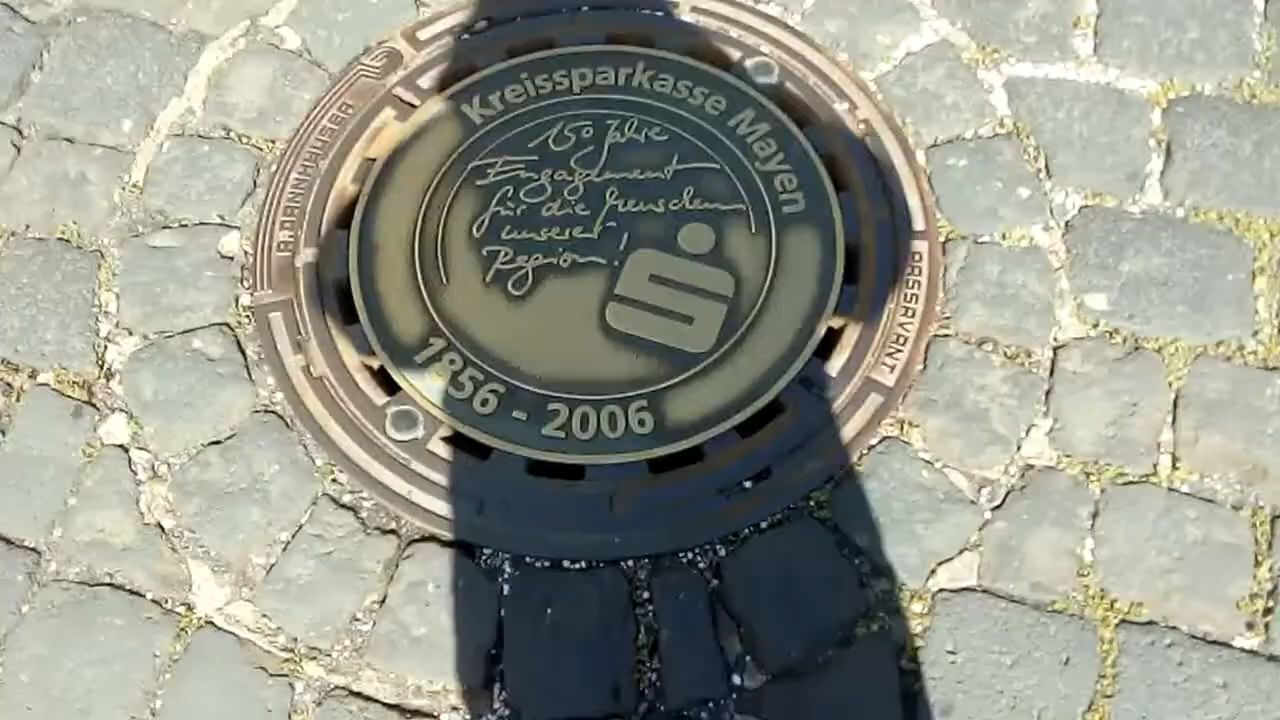 Kreissparkasse Mayen
150 Jahre
Engagement
für die Menschen
unserer
Region!
1856 - 2006
PASSAVANT